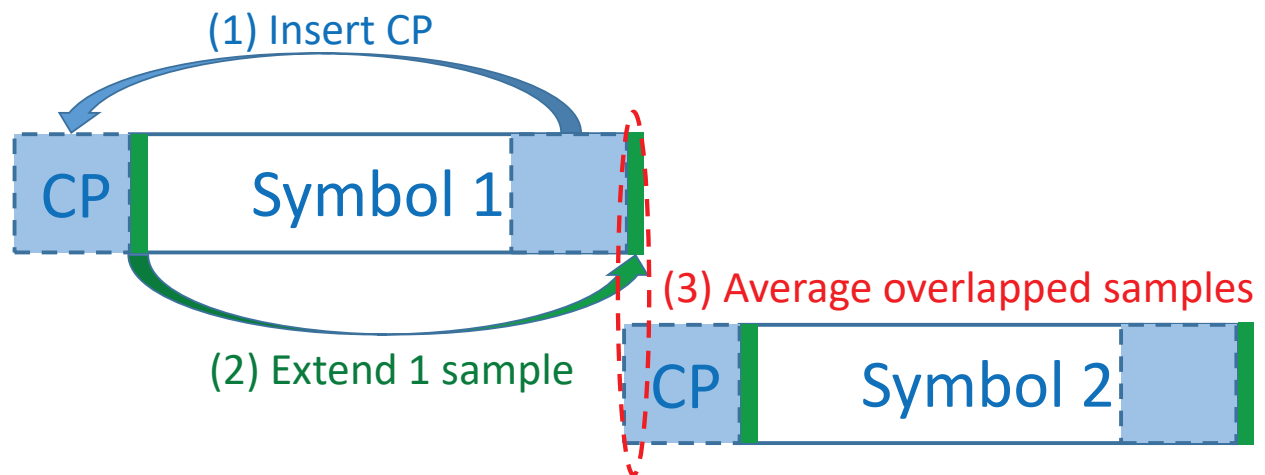 (1) Insert CP
CP
Symbol 1
(3) Average overlapped samples
(2) Extend 1 sample
CP
Symbol 2